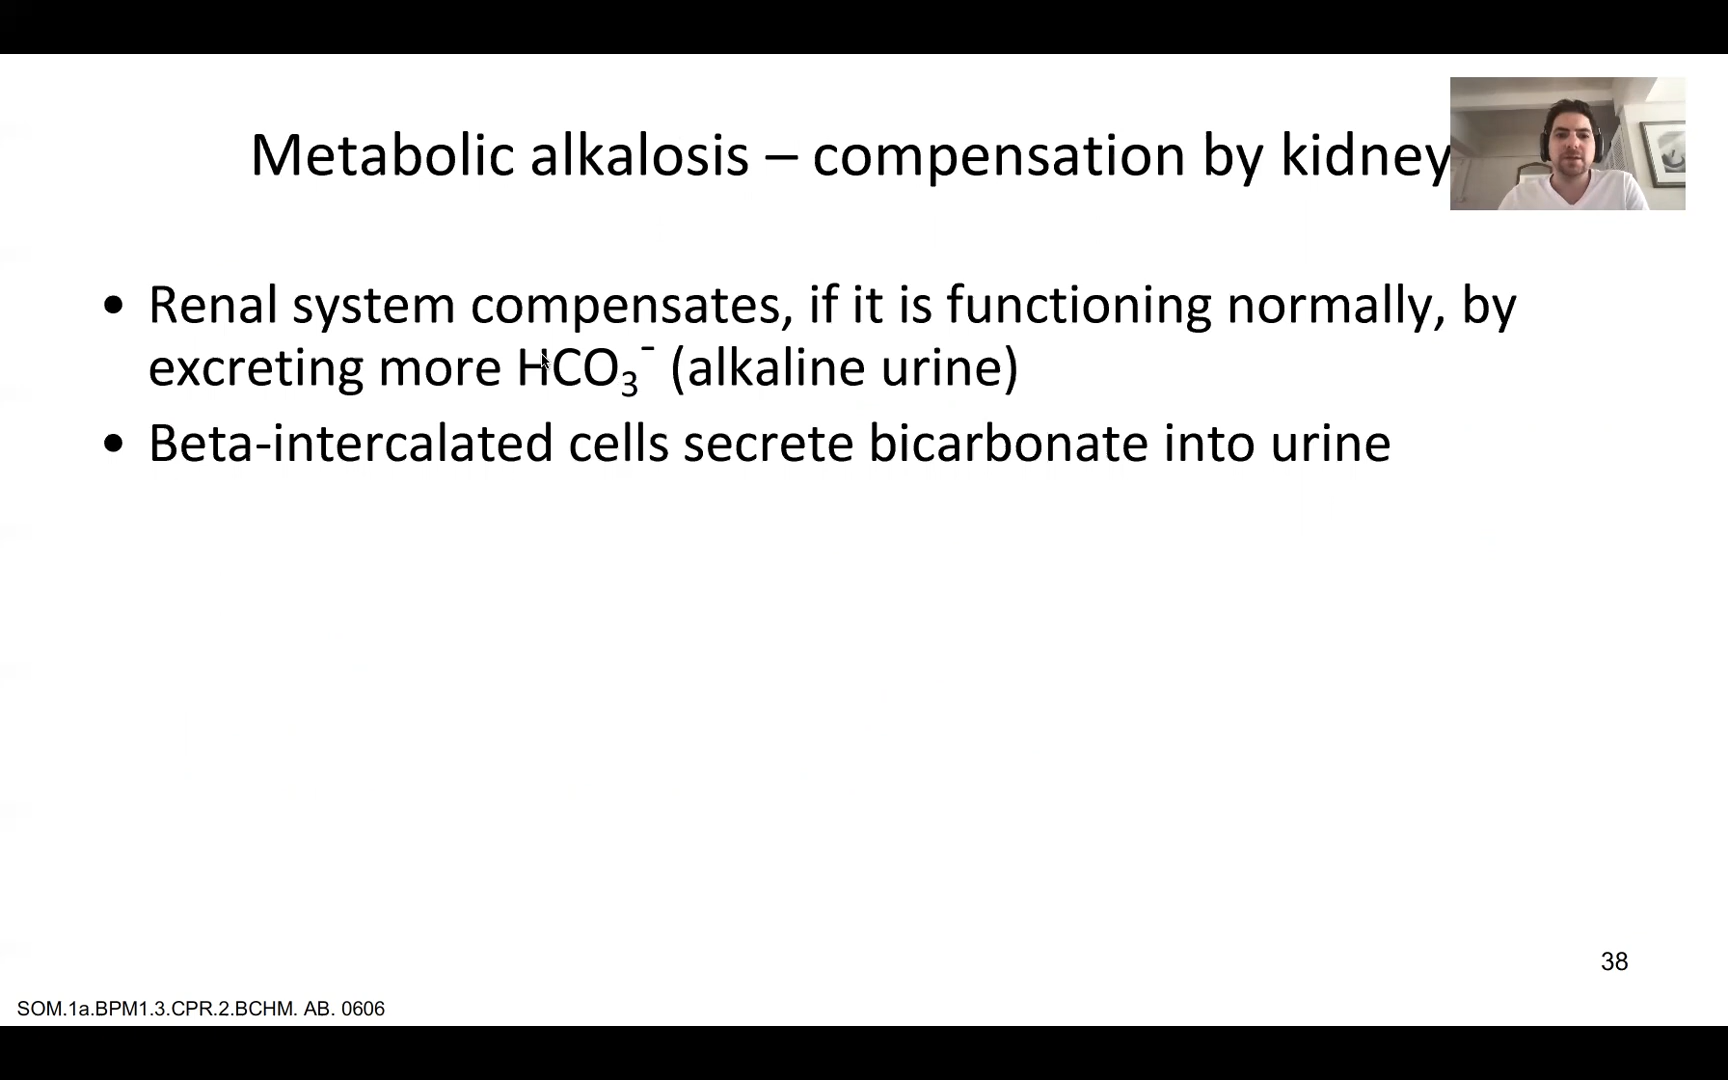 Metabolic alkalosis – compensation by kidney
• Renal system compensates, if it is functioning normally, by
excreting more HCO₃⁻ (alkaline urine)
• Beta-intercalated cells secrete bicarbonate into urine
38
SOM.1a.BPM1.3.CPR.2.BCHM. AB. 0606